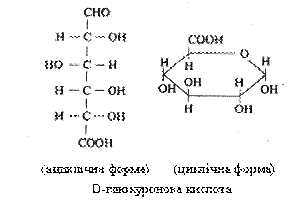 CHO
H – C – OH
HO – C – H
H – C – OH
H – C – OH
COOH
COOH
H O
H H
OH H
OH OH
H OH
(ациклічна форма) (циклічна форма)
D-глюкуронова кислота